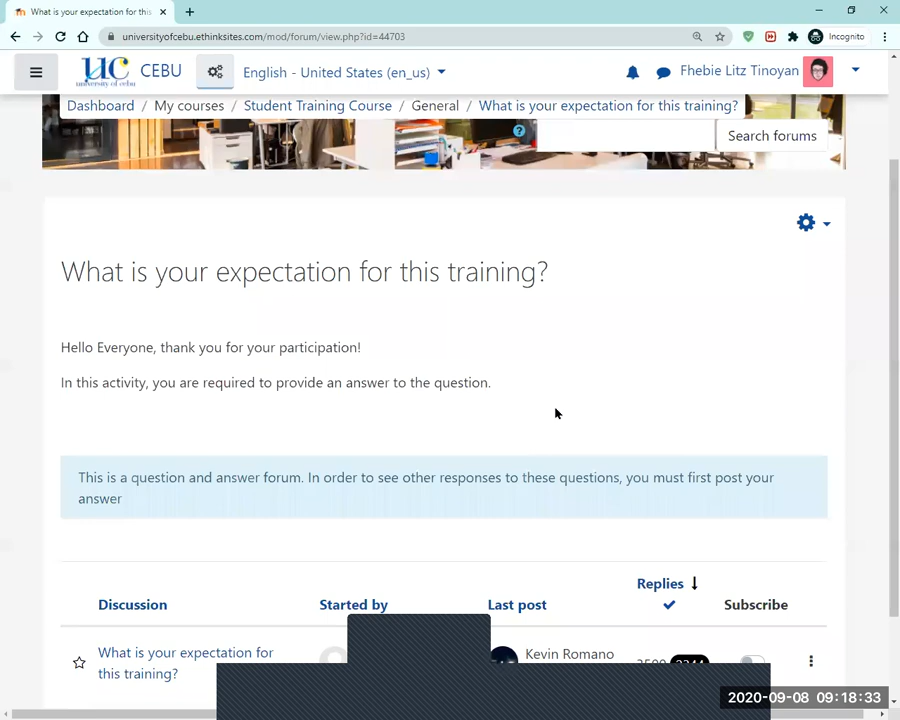 What is your expectation for this
universityofcebu.ethinksites.com/mod/forum/view.php?id=44703
Incognito
UC
university of cebu
CEBU
English - United States (en_us)
Fhebie Litz Tinoyan
Dashboard / My courses / Student Training Course / General / What is your expectation for this training?
Search forums
What is your expectation for this training?
Hello Everyone, thank you for your participation!
In this activity, you are required to provide an answer to the question.
This is a question and answer forum. In order to see other responses to these questions, you must first post your
answer
Replies
Discussion Started by Last post Subscribe
What is your expectation for
this training?
Kevin Romano
2020-09-08 09:18:33